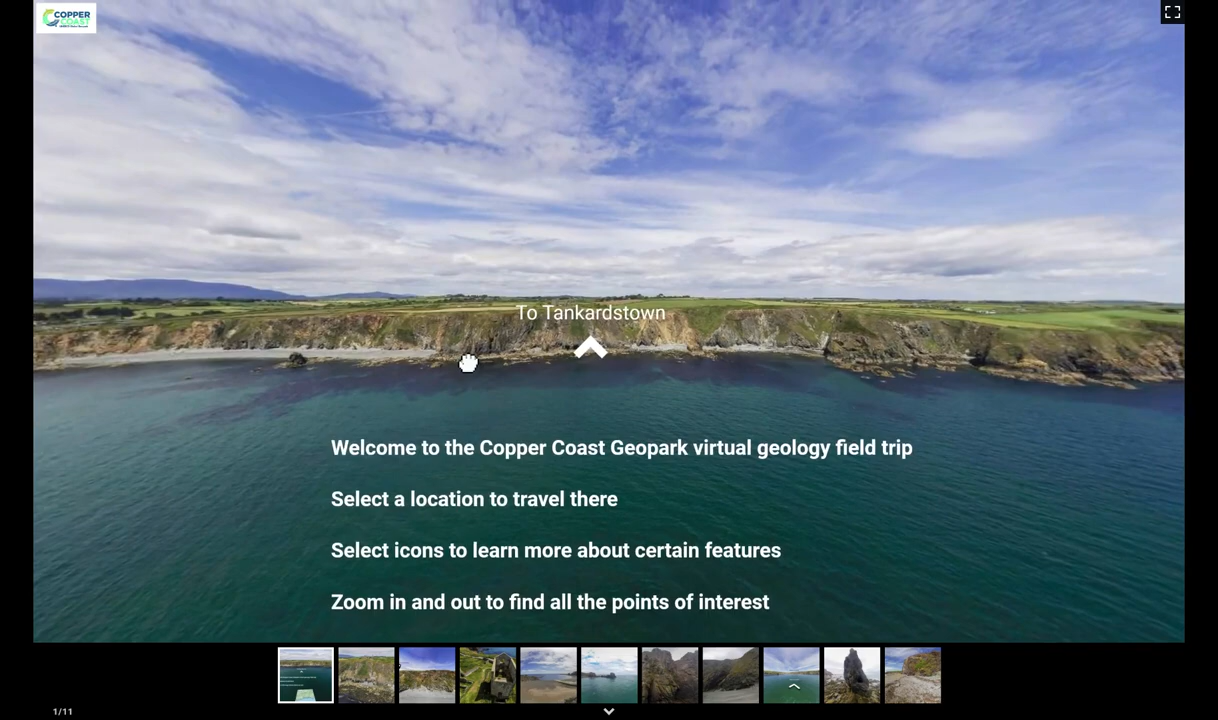 COPPER
COAST
To Tankardstown
Welcome to the Copper Coast Geopark virtual geology field trip
Select a location to travel there
Select icons to learn more about certain features
Zoom in and out to find all the points of interest
1/11